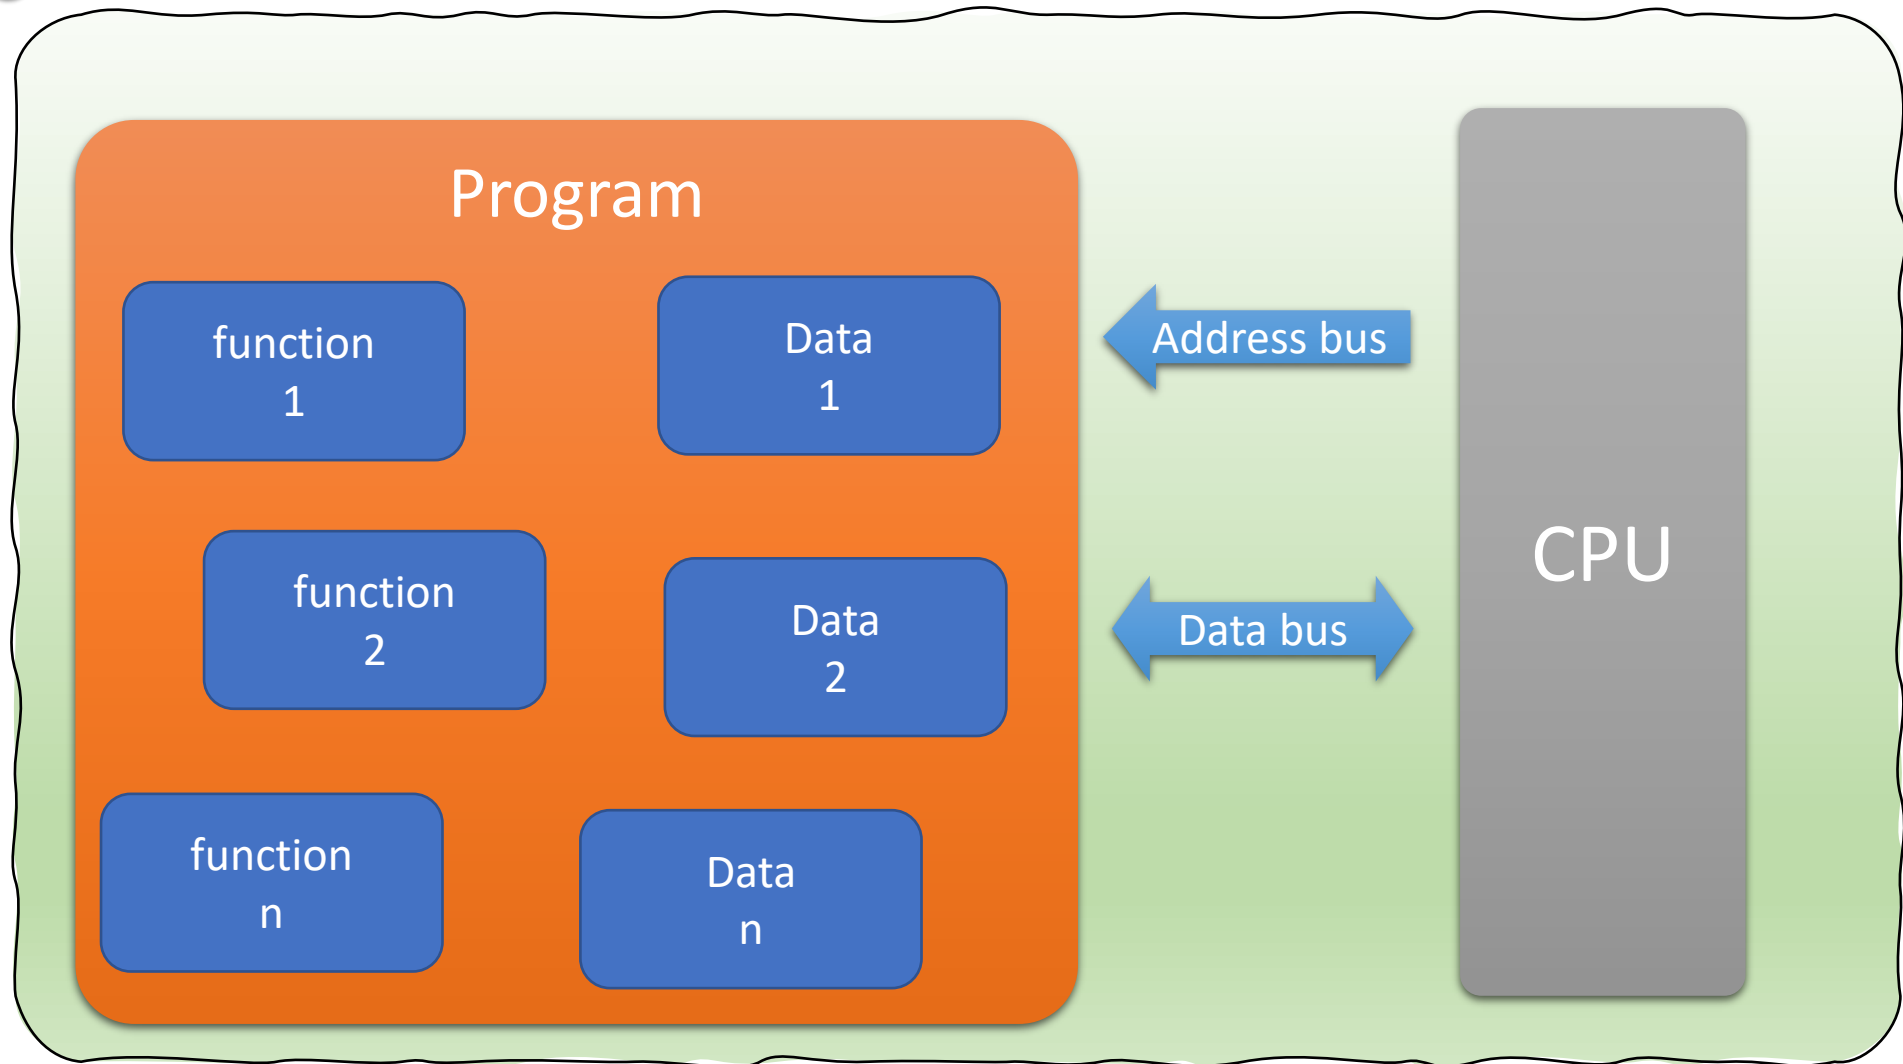 Program
function
1
Data
1
Address bus
function
2
Data
2
Data bus
CPU
function
n
Data
n